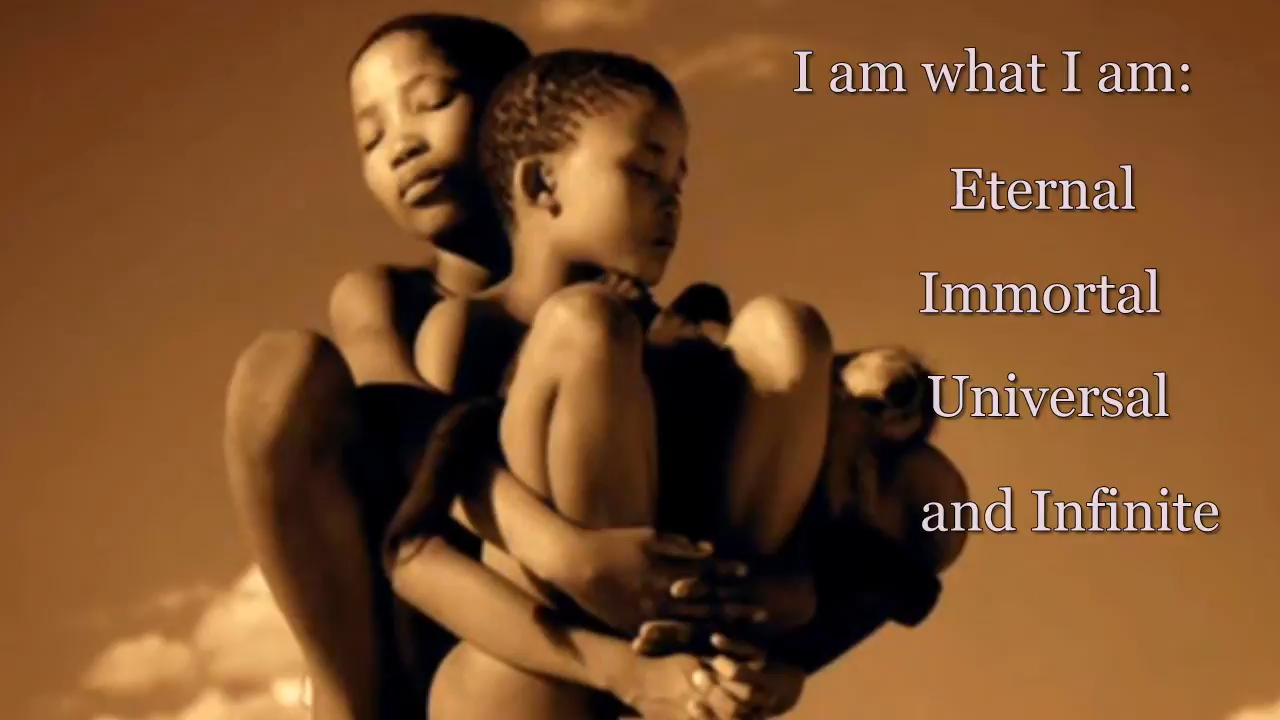 I am what I am:
Eternal
Immortal
Universal
and Infinite